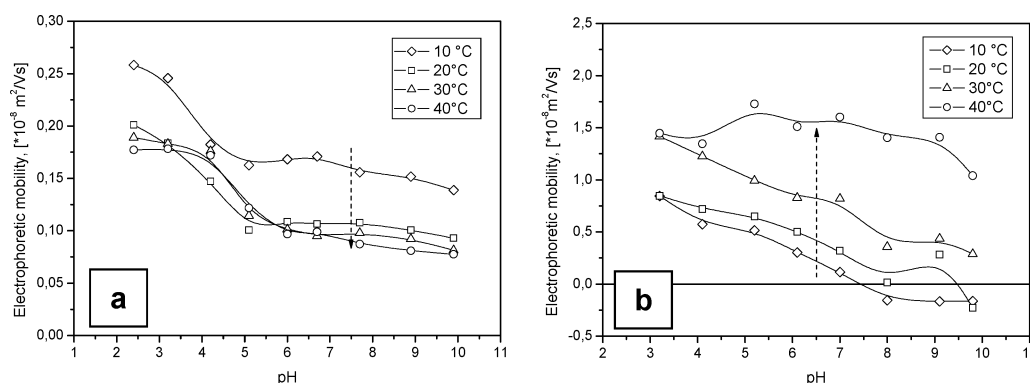 0,30
0,25
0,20
0,15
0,10
0,05
0,00
Electrophoretic mobility, [*10⁻⁸ m²/Vs]
10 °C
20°C
30°C
40°C
a
1 2 3 4 5 6 7 8 9 10 11
pH
2,5
2,0
1,5
1,0
0,5
0,0
-0,5
Electrophoretic mobility, [*10⁻⁸m²/Vs]
10 °C
20 °C
30°C
40°C
b
2 3 4 5 6 7 8 9 10
pH